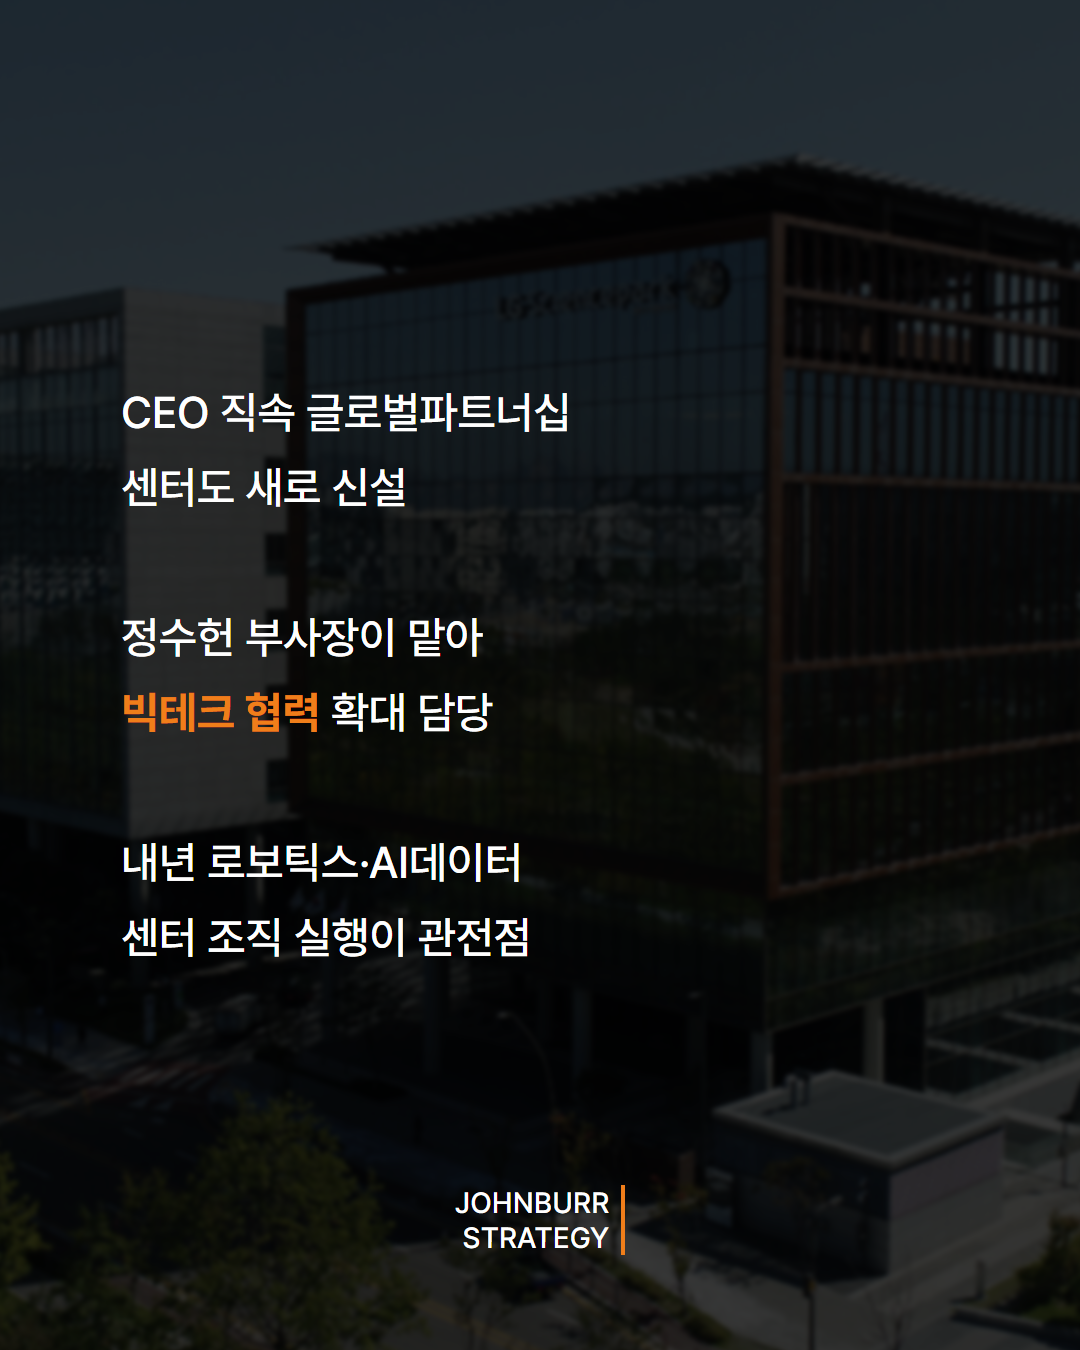 CEO 직속 글로벌파트너십
센터도 새로 신설
정수헌 부사장이 맡아
빅테크 협력 확대 담당
내년 로보틱스·AI데이터
센터 조직 실행이 관전점
JOHNBURR
STRATEGY